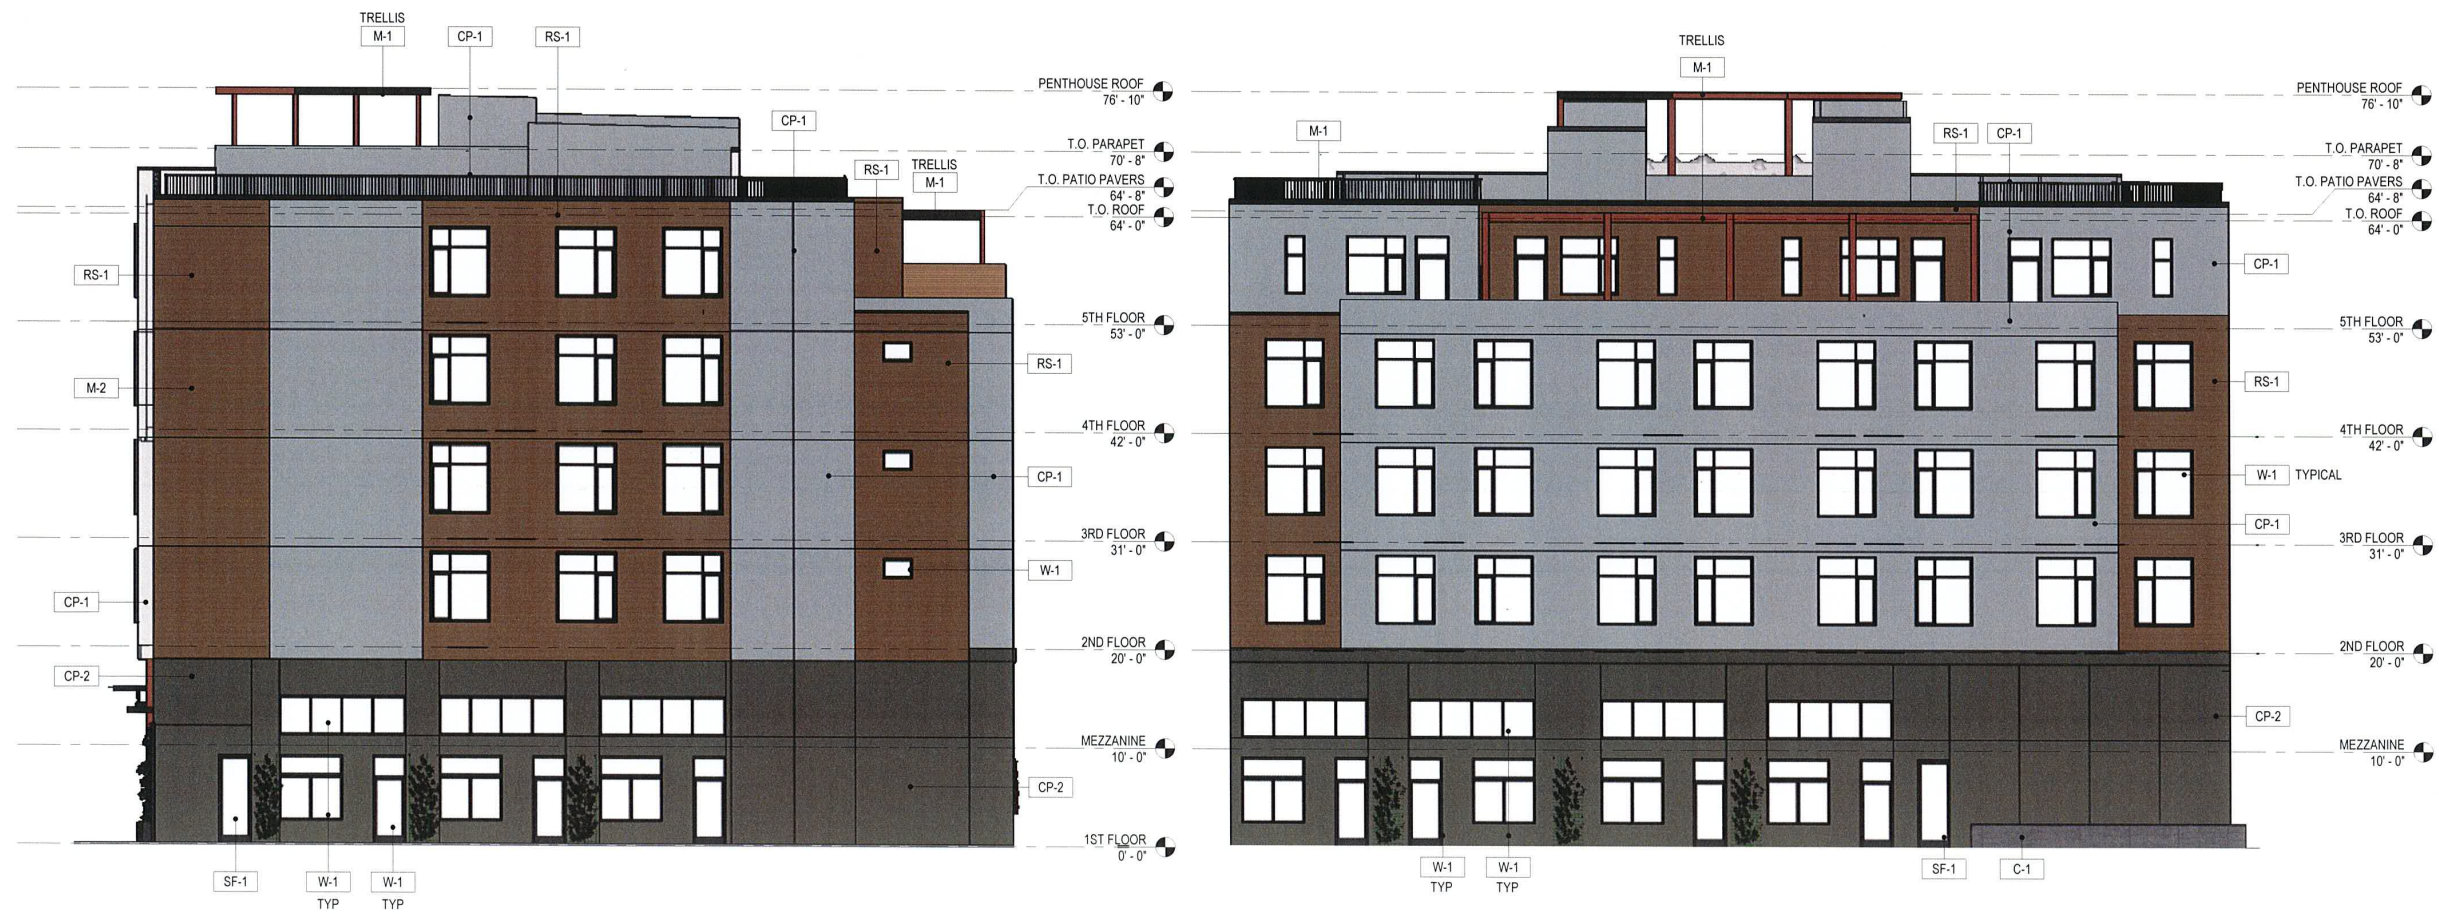 TRELLIS
M-1
CP-1
RS-1
CP-1
RS-1
TRELLIS
M-1
RS-1
M-2
CP-1
CP-2
RS-1
CP-1
W-1
CP-2
SF-1
W-1
TYP
W-1
TYP
PENTHOUSE ROOF
76' - 10"
T.O. PARAPET
70' - 8"
T.O. PATIO PAVERS
64' - 8"
T.O. ROOF
64' - 0"
5TH FLOOR
53' - 0"
4TH FLOOR
42' - 0"
3RD FLOOR
31' - 0"
2ND FLOOR
20' - 0"
MEZZANINE
10' - 0"
1ST FLOOR
0' - 0"
TRELLIS
M-1
M-1
RS-1
CP-1
CP-1
RS-1
W-1 TYPICAL
CP-1
CP-2
W-1
TYP
W-1
TYP
SF-1
C-1
PENTHOUSE ROOF
76' - 10"
T.O. PARAPET
70' - 8"
T.O. PATIO PAVERS
64' - 8"
T.O. ROOF
64' - 0"
5TH FLOOR
53' - 0"
4TH FLOOR
42' - 0"
3RD FLOOR
31' - 0"
2ND FLOOR
20' - 0"
MEZZANINE
10' - 0"